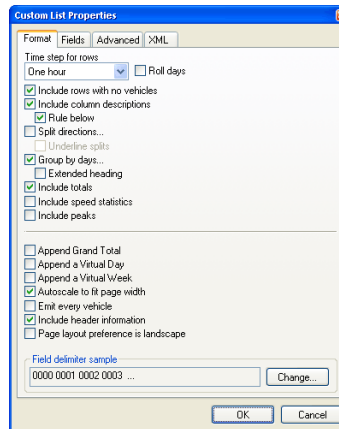 Custom List Properties
Format Fields Advanced XML
Time step for rows
One hour Roll days
Include rows with no vehicles
Include column descriptions
Rule below
Split directions...
Underline splits
Group by days...
Extended heading
Include totals
Include speed statistics
Include peaks
Append Grand Total
Append a Virtual Day
Append a Virtual Week
Autoscale to fit page width
Emit every vehicle
Include header information
Page layout preference is landscape
Field delimiter sample
0000 0001 0002 0003 ...
Change...
OK Cancel